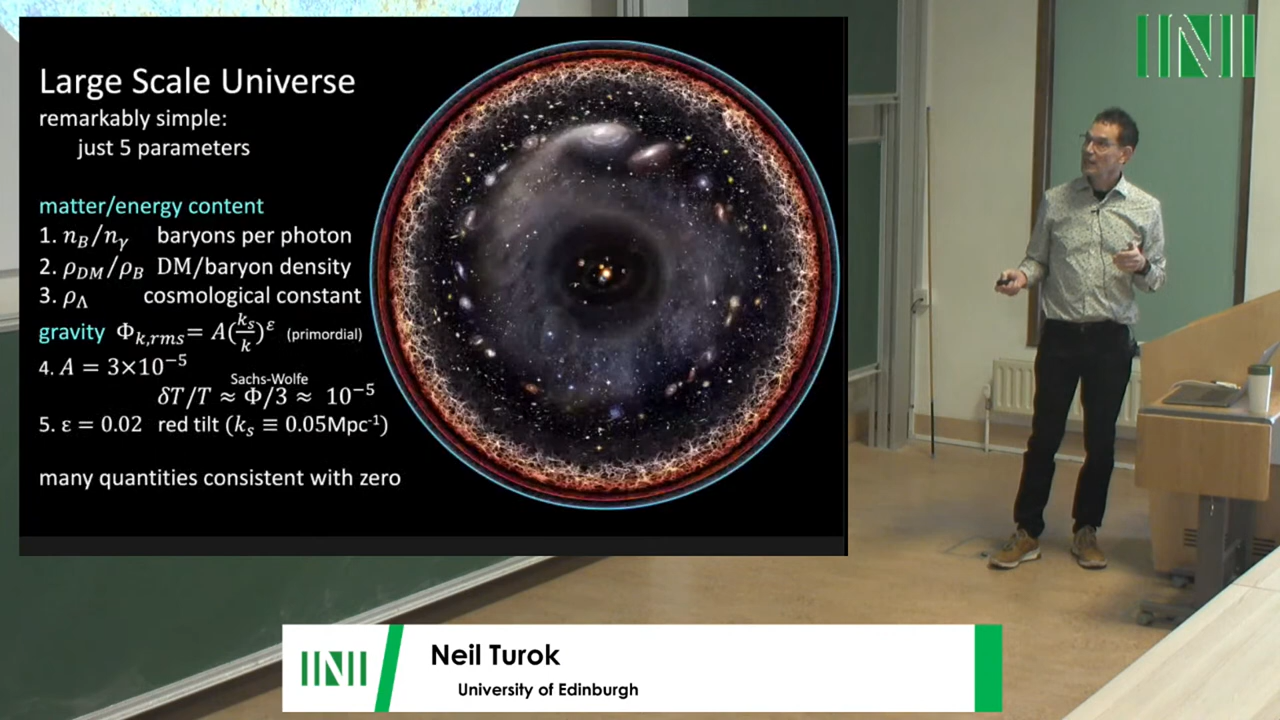 Large Scale Universe
remarkably simple:
just 5 parameters
matter/energy content
1. n_B/n_γ baryons per photon
2. ρ_DM/ρ_B DM/baryon density
3. ρ_Λ cosmological constant
gravity Φ_{k,rms} = A(k_s/k)^ε (primordial)
4. A = 3×10⁻⁵
Sachs-Wolfe
δT/T ≈ Φ/3 ≈ 10⁻⁵
5. ε = 0.02 red tilt (k_s ≡ 0.05Mpc⁻¹)
many quantities consistent with zero
INI
INI
Neil Turok
University of Edinburgh